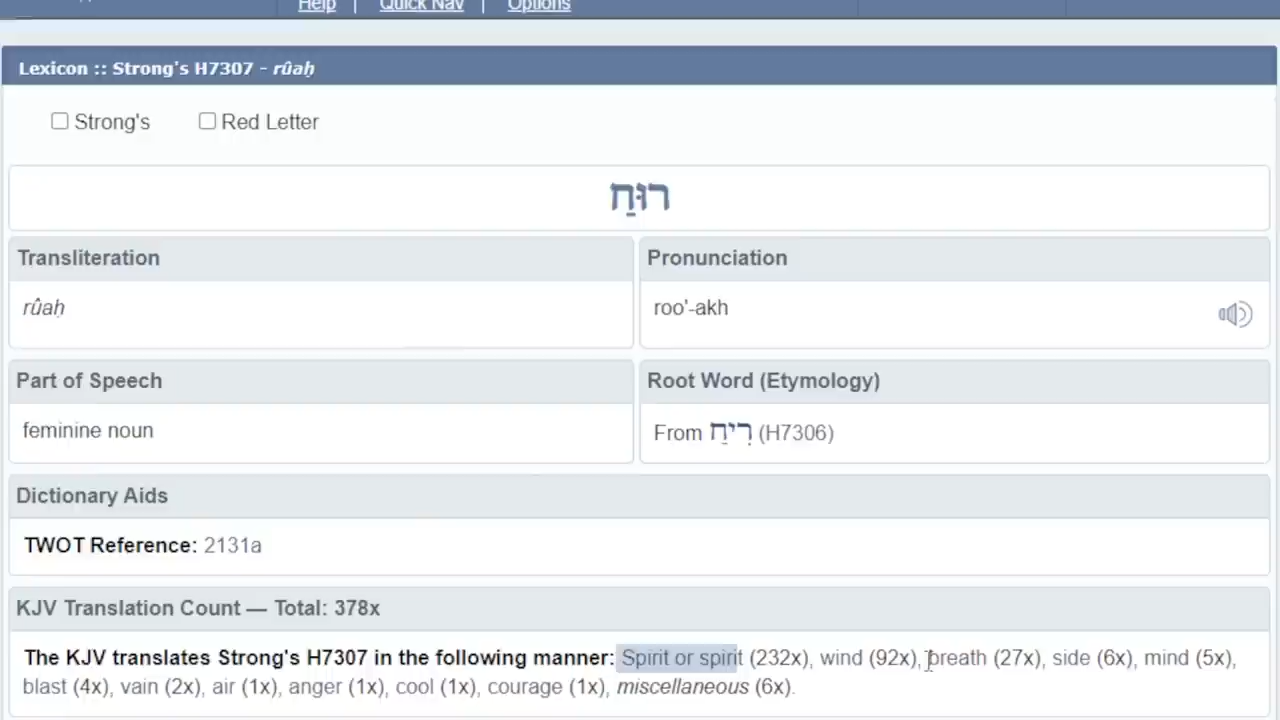 Help | Quick Nav | Options
Lexicon :: Strong's H7307 - rûaḥ
Strong's Red Letter
רוּחַ
Transliteration
rûaḥ
Pronunciation
roo'-akh
Part of Speech
feminine noun
Root Word (Etymology)
From רִיחַ (H7306)
Dictionary Aids
TWOT Reference: 2131a
KJV Translation Count — Total: 378x
The KJV translates Strong's H7307 in the following manner: Spirit or spirit (232x), wind (92x), breath (27x), side (6x), mind (5x),
blast (4x), vain (2x), air (1x), anger (1x), cool (1x), courage (1x), miscellaneous (6x).